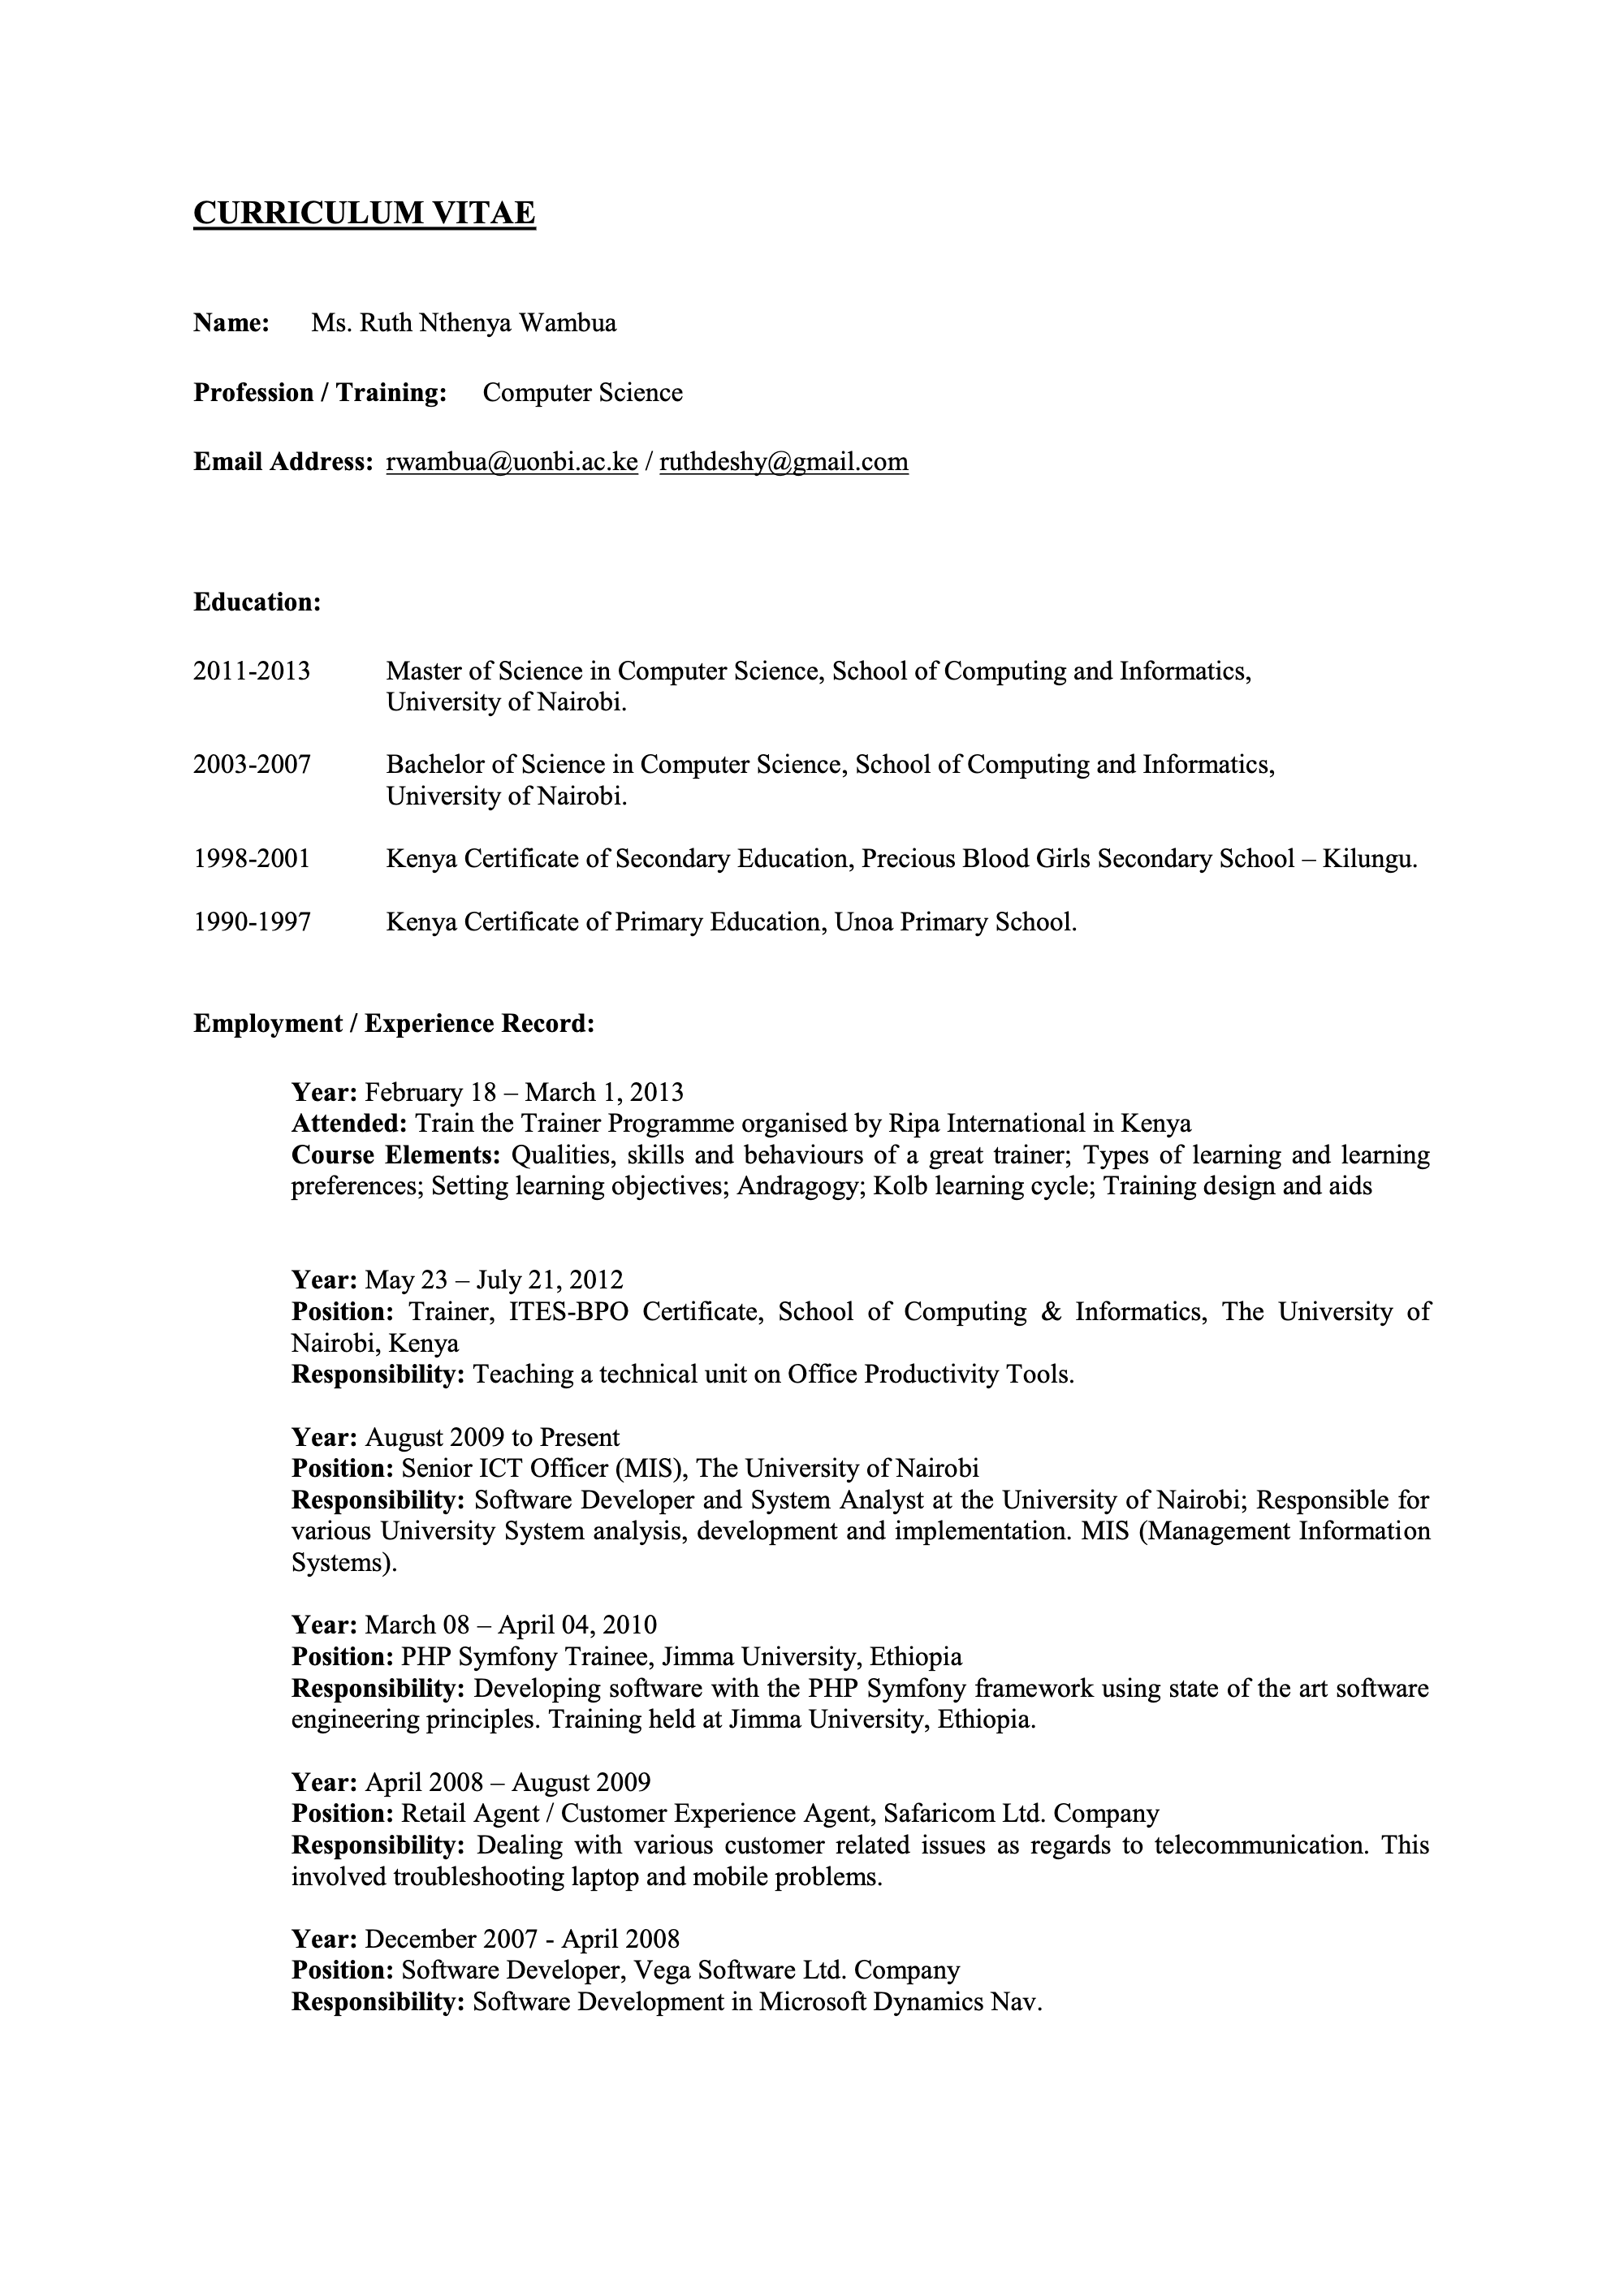 CURRICULUM VITAE
Name: Ms. Ruth Nthenya Wambua
Profession / Training: Computer Science
Email Address: rwambua@uonbi.ac.ke / ruthdeshy@gmail.com
Education:
2011-2013 Master of Science in Computer Science, School of Computing and Informatics,
University of Nairobi.
2003-2007 Bachelor of Science in Computer Science, School of Computing and Informatics,
University of Nairobi.
1998-2001 Kenya Certificate of Secondary Education, Precious Blood Girls Secondary School – Kilungu.
1990-1997 Kenya Certificate of Primary Education, Unoa Primary School.
Employment / Experience Record:
Year: February 18 – March 1, 2013
Attended: Train the Trainer Programme organised by Ripa International in Kenya
Course Elements: Qualities, skills and behaviours of a great trainer; Types of learning and learning
preferences; Setting learning objectives; Andragogy; Kolb learning cycle; Training design and aids
Year: May 23 – July 21, 2012
Position: Trainer, ITES-BPO Certificate, School of Computing & Informatics, The University of
Nairobi, Kenya
Responsibility: Teaching a technical unit on Office Productivity Tools.
Year: August 2009 to Present
Position: Senior ICT Officer (MIS), The University of Nairobi
Responsibility: Software Developer and System Analyst at the University of Nairobi; Responsible for
various University System analysis, development and implementation. MIS (Management Information
Systems).
Year: March 08 – April 04, 2010
Position: PHP Symfony Trainee, Jimma University, Ethiopia
Responsibility: Developing software with the PHP Symfony framework using state of the art software
engineering principles. Training held at Jimma University, Ethiopia.
Year: April 2008 – August 2009
Position: Retail Agent / Customer Experience Agent, Safaricom Ltd. Company
Responsibility: Dealing with various customer related issues as regards to telecommunication. This
involved troubleshooting laptop and mobile problems.
Year: December 2007 - April 2008
Position: Software Developer, Vega Software Ltd. Company
Responsibility: Software Development in Microsoft Dynamics Nav.